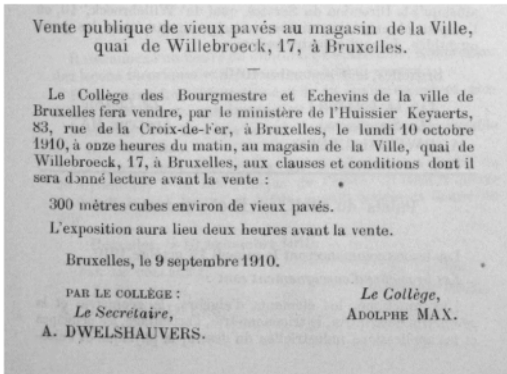 Vente publique de vieux pavés au magasin de la Ville,
quai de Willebroeck, 17, à Bruxelles.
Le Collège des Bourgmestre et Echevins de la ville de
Bruxelles fera vendre, par le ministère de l'Huissier Keyaerts,
83, rue de la Croix-de-Fer, à Bruxelles, le lundi 10 octobre
1910, à onze heures du matin, au magasin de la Ville, quai de
Willebroeck, 17, à Bruxelles, aux clauses et conditions dont il
sera donné lecture avant la vente :
300 mètres cubes environ de vieux pavés.
L'exposition aura lieu deux heures avant la vente.
Bruxelles, le 9 septembre 1910.
PAR LE COLLÈGE :
Le Secrétaire,
A. DWELSHAUVERS.
Le Collège,
ADOLPHE MAX.